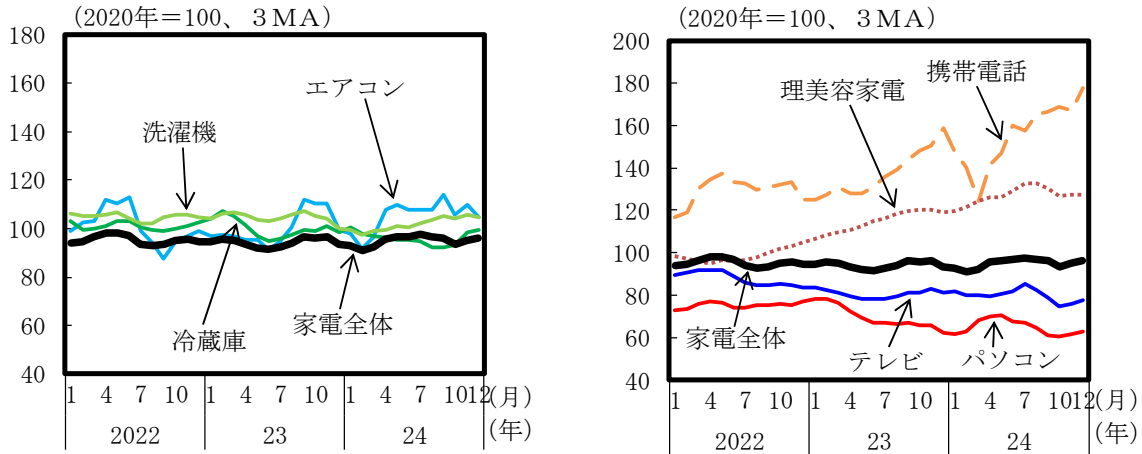 (2020年＝100、３ＭＡ)
180
160
140
120
100
80
60
40
エアコン
洗濯機
冷蔵庫
家電全体
1 4 7 10 1 4 7 10 1 4 7 1012(月)
2022 23 24 (年)
(2020年＝100、３ＭＡ)
200
180
160
140
120
100
80
60
40
携帯電話
理美容家電
家電全体
テレビ
パソコン
1 4 7 10 1 4 7 10 1 4 7 1012(月)
2022 23 24 (年)